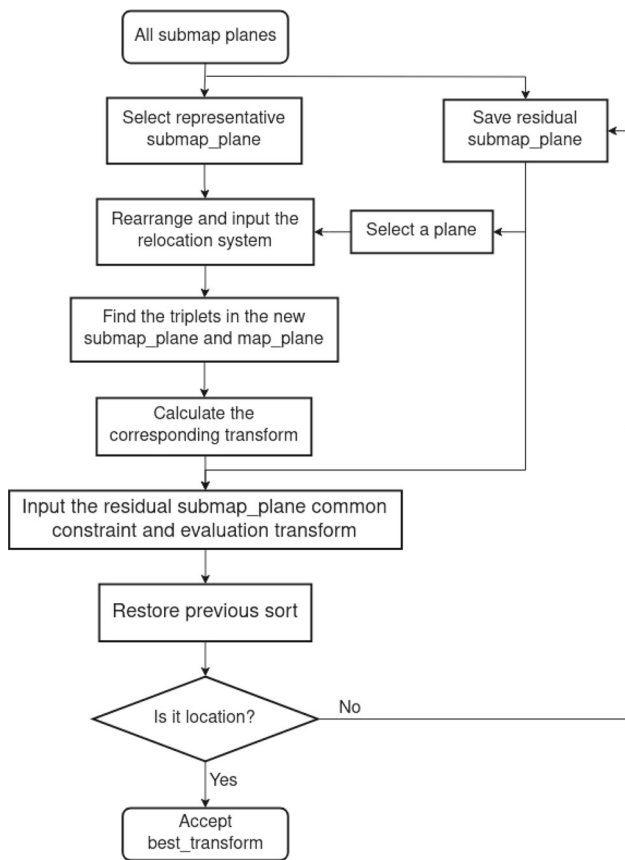 All submap planes
Select representative
submap_plane
Save residual
submap_plane
Rearrange and input the
relocation system
Select a plane
Find the triplets in the new
submap_plane and map_plane
Calculate the
corresponding transform
Input the residual submap_plane common
constraint and evaluation transform
Restore previous sort
Is it location?
No
Yes
Accept
best_transform